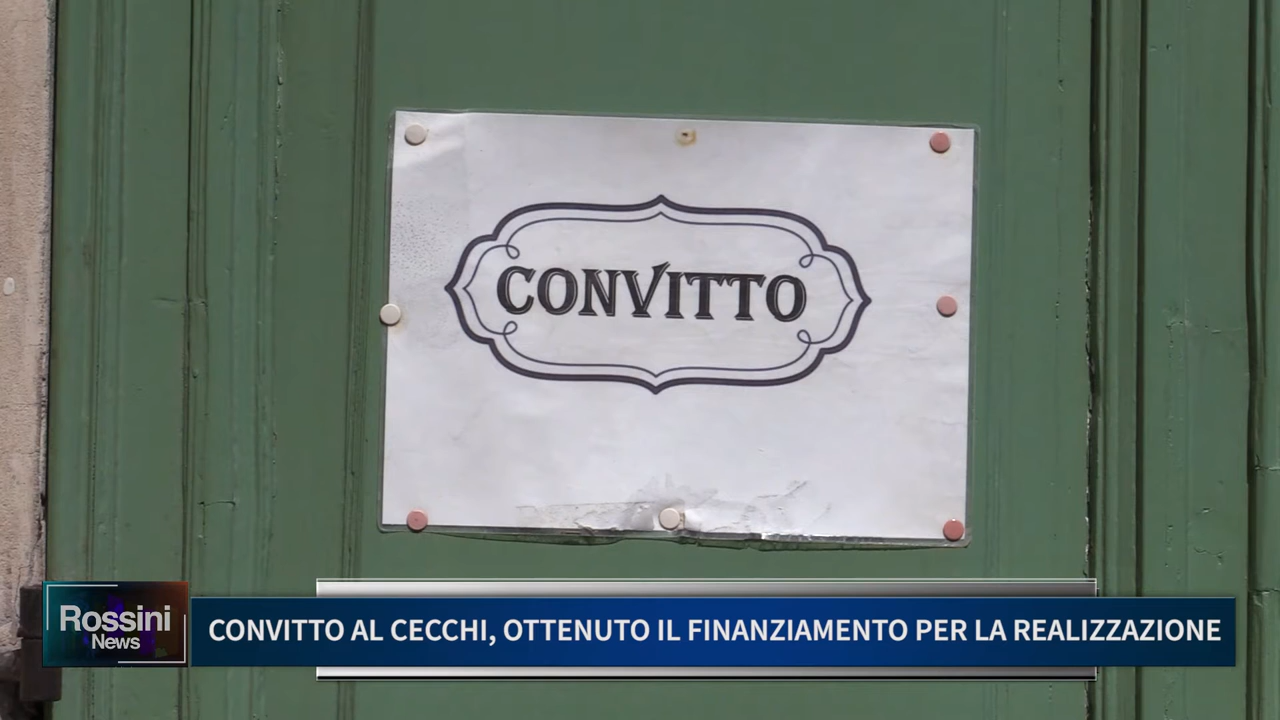 CONVITTO
Rossini
News
CONVITTO AL CECCHI, OTTENUTO IL FINANZIAMENTO PER LA REALIZZAZIONE